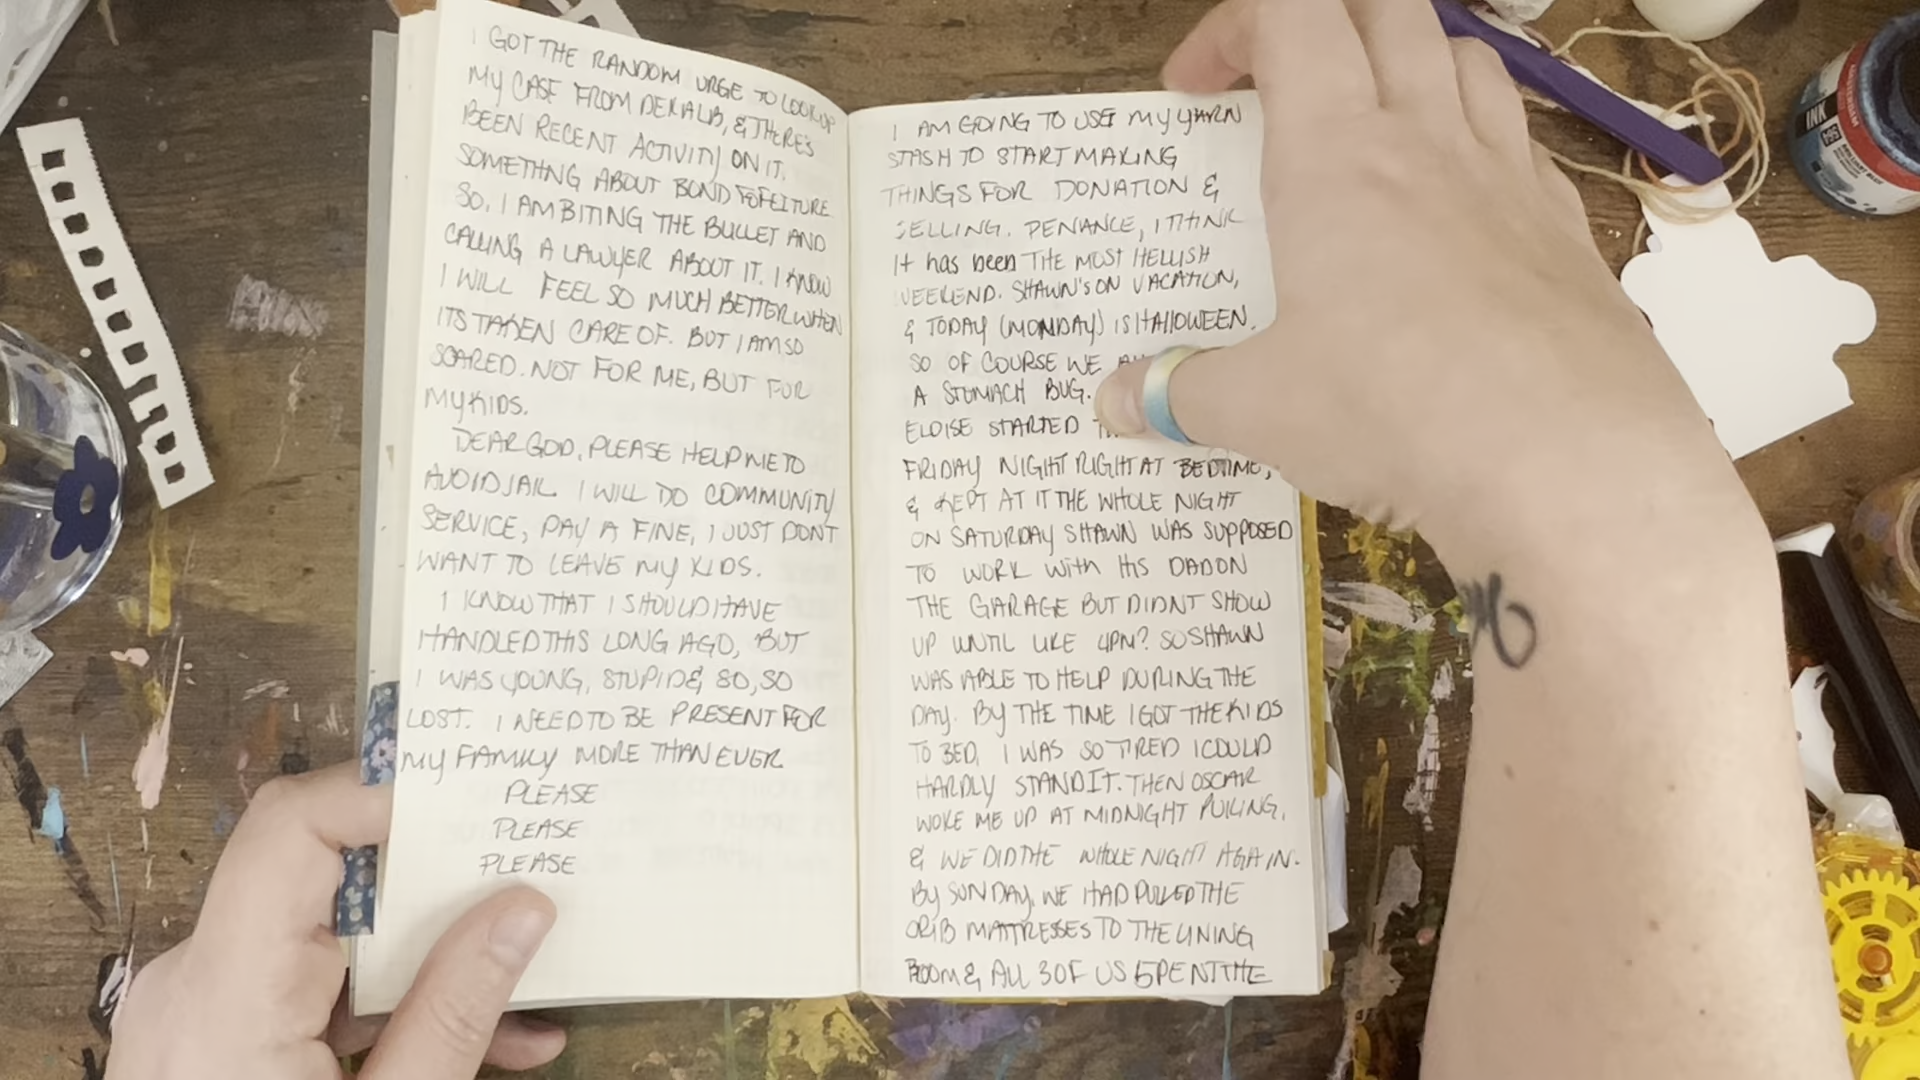 I GOT THE RANDOM URGE TO LOOK UP
MY CASE FROM DEKALB, & THERE'S
BEEN RECENT ACTIVITY ON IT.
SOMETHING ABOUT BOND FOFEITURE
SO, I AM BITING THE BULLET AND
CALLING A LAWYER ABOUT IT. I KNOW
I WILL FEEL SO MUCH BETTER WHEN
ITS TAKEN CARE OF. BUT I AM SO
SCARED. NOT FOR ME, BUT FOR
MY KIDS.
DEAR GOD, PLEASE HELP ME TO
AVOID JAIL. I WILL DO COMMUNITY
SERVICE, PAY A FINE, I JUST DON'T
WANT TO LEAVE MY KIDS.
I KNOW THAT I SHOULD HAVE
HANDLED THIS LONG AGO, BUT
I WAS YOUNG, STUPID & SO, SO
LOST. I NEED TO BE PRESENT FOR
MY FAMILY MORE THAN EVER
PLEASE
PLEASE
PLEASE
I AM GOING TO USE MY YARN
STASH TO START MAKING
THINGS FOR DONATION &
SELLING. PENANCE, I THINK
It has been THE MOST HELLISH
WEEKEND. SHAWN'S ON VACATION,
& TODAY (MONDAY) IS HALLOWEEN.
SO OF COURSE WE
A STOMACH BUG.
ELOISE STARTED
FRIDAY NIGHT RIGHT AT BEDTIME,
& KEPT AT IT THE WHOLE NIGHT
ON SATURDAY SHAWN WAS SUPPOSED
TO WORK WITH HIS DAD ON
THE GARAGE BUT DIDNT SHOW
UP UNTIL LIKE 4PM? SO SHAWN
WAS ABLE TO HELP DURING THE
DAY. BY THE TIME I GOT THE KIDS
TO BED, I WAS SO TIRED I COULD
HARDLY STAND IT. THEN OSCAR
WOKE ME UP AT MIDNIGHT PUKING,
& WE DID THE WHOLE NIGHT AGAIN.
BY SUNDAY, WE HAD PULLED THE
CRIB MATTRESSES TO THE LIVING
ROOM & ALL 3 OF US SPENT THE